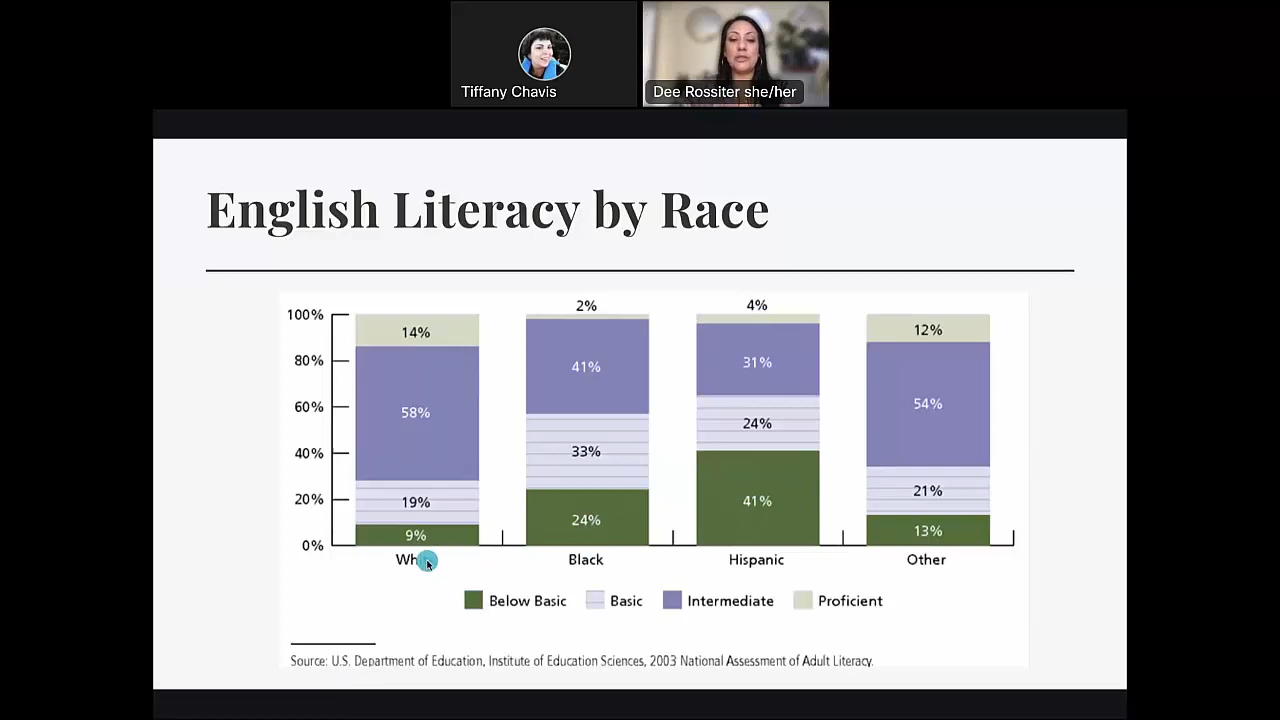 Tiffany Chavis
Dee Rossiter she/her
English Literacy by Race
2% 4%
100%
14% 12%
80%
41% 31%
60%
58% 54%
40%
33% 24%
20%
19% 41% 21%
9% 24% 13%
0%
Black Hispanic Other
Below Basic Basic Intermediate Proficient
Source: U.S. Department of Education, Institute of Education Sciences, 2003 National Assessment of Adult Literacy.